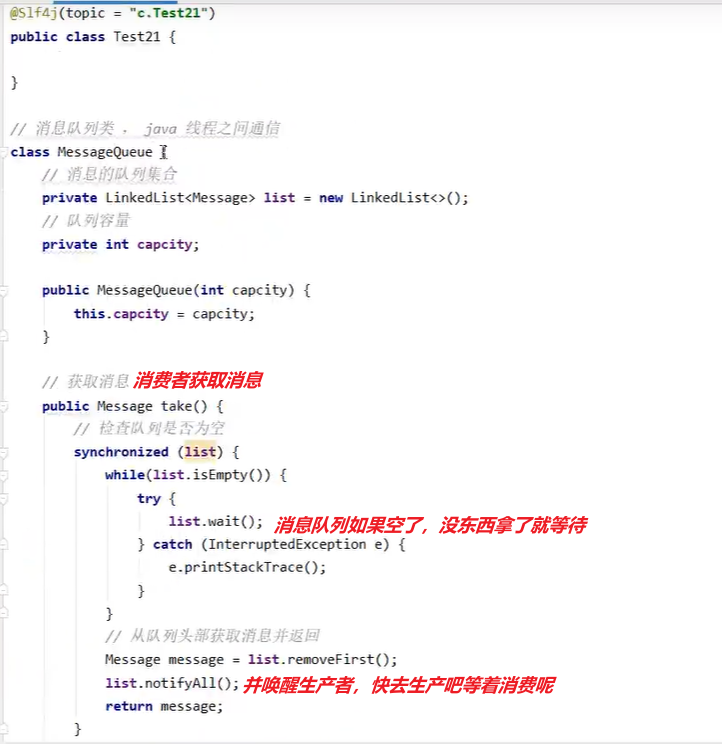 @Slf4j(topic = "c.Test21")
public class Test21 {
}
// 消息队列类 ， java 线程之间通信
class MessageQueue {
// 消息的队列集合
private LinkedList<Message> list = new LinkedList<>();
// 队列容量
private int capcity;
public MessageQueue(int capcity) {
this.capcity = capcity;
}
// 获取消息 消费者获取消息
public Message take() {
// 检查队列是否为空
synchronized (list) {
while(list.isEmpty()) {
try {
list.wait(); 消息队列如果空了，没东西拿了就等待
} catch (InterruptedException e) {
e.printStackTrace();
}
}
// 从队列头部获取消息并返回
Message message = list.removeFirst();
list.notifyAll(); 并唤醒生产者，快去生产吧等着消费呢
return message;
}